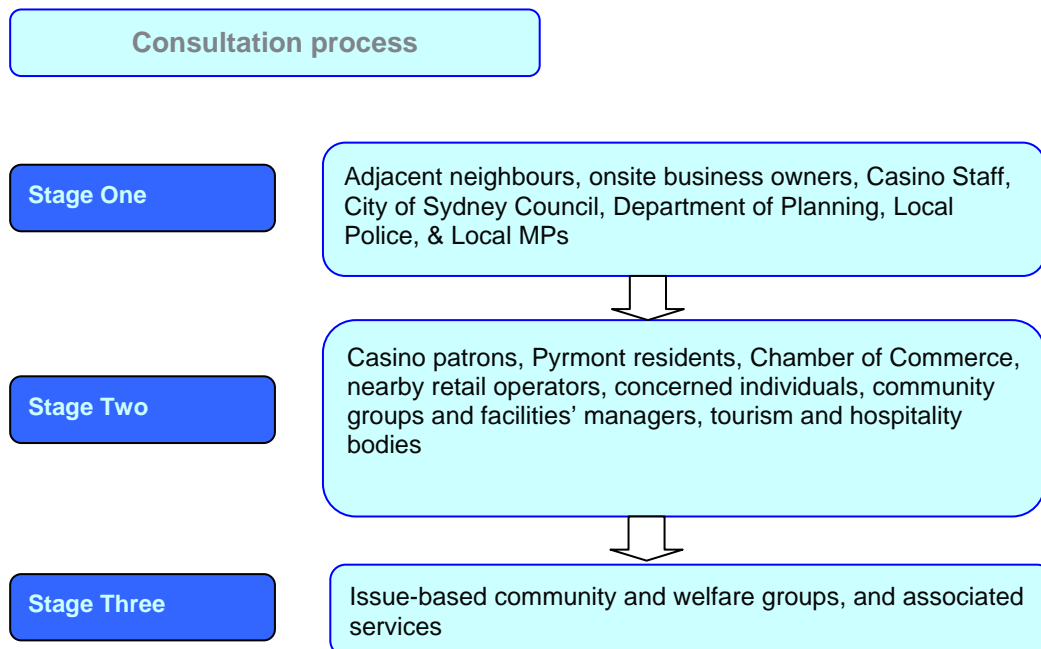 Consultation process
Stage One
Adjacent neighbours, onsite business owners, Casino Staff,
City of Sydney Council, Department of Planning, Local
Police, & Local MPs
Stage Two
Casino patrons, Pyrmont residents, Chamber of Commerce,
nearby retail operators, concerned individuals, community
groups and facilities’ managers, tourism and hospitality
bodies
Stage Three
Issue-based community and welfare groups, and associated
services